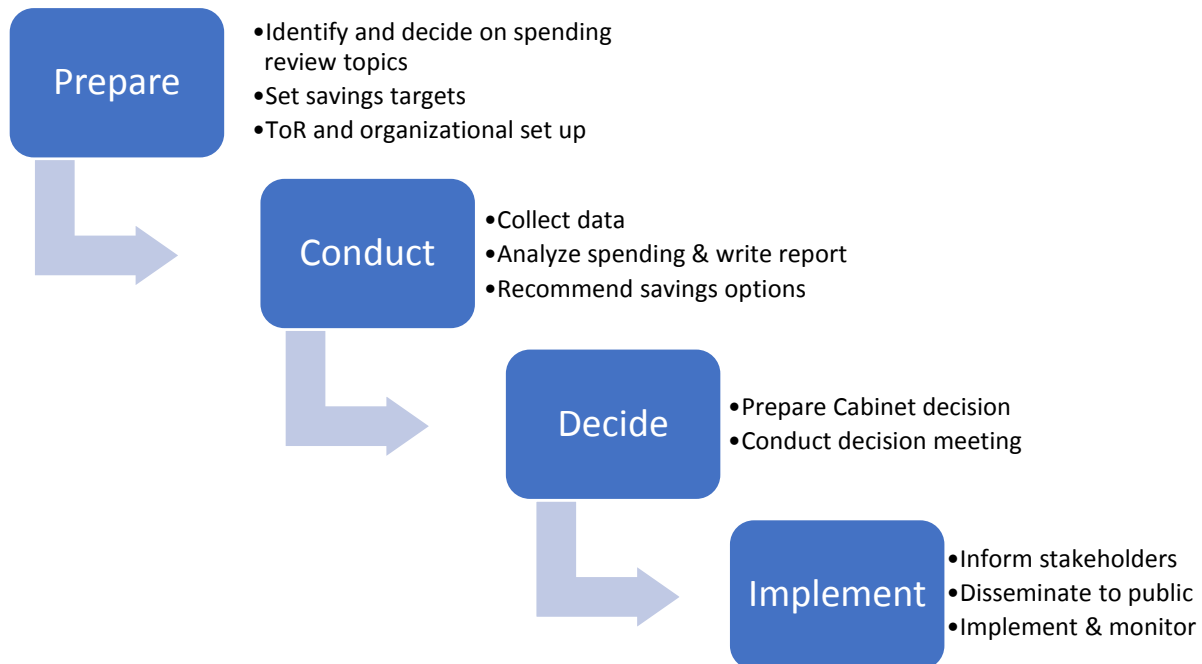 Prepare
•Identify and decide on spending
review topics
•Set savings targets
•ToR and organizational set up
Conduct
•Collect data
•Analyze spending & write report
•Recommend savings options
Decide
•Prepare Cabinet decision
•Conduct decision meeting
Implement
•Inform stakeholders
•Disseminate to public
•Implement & monitor